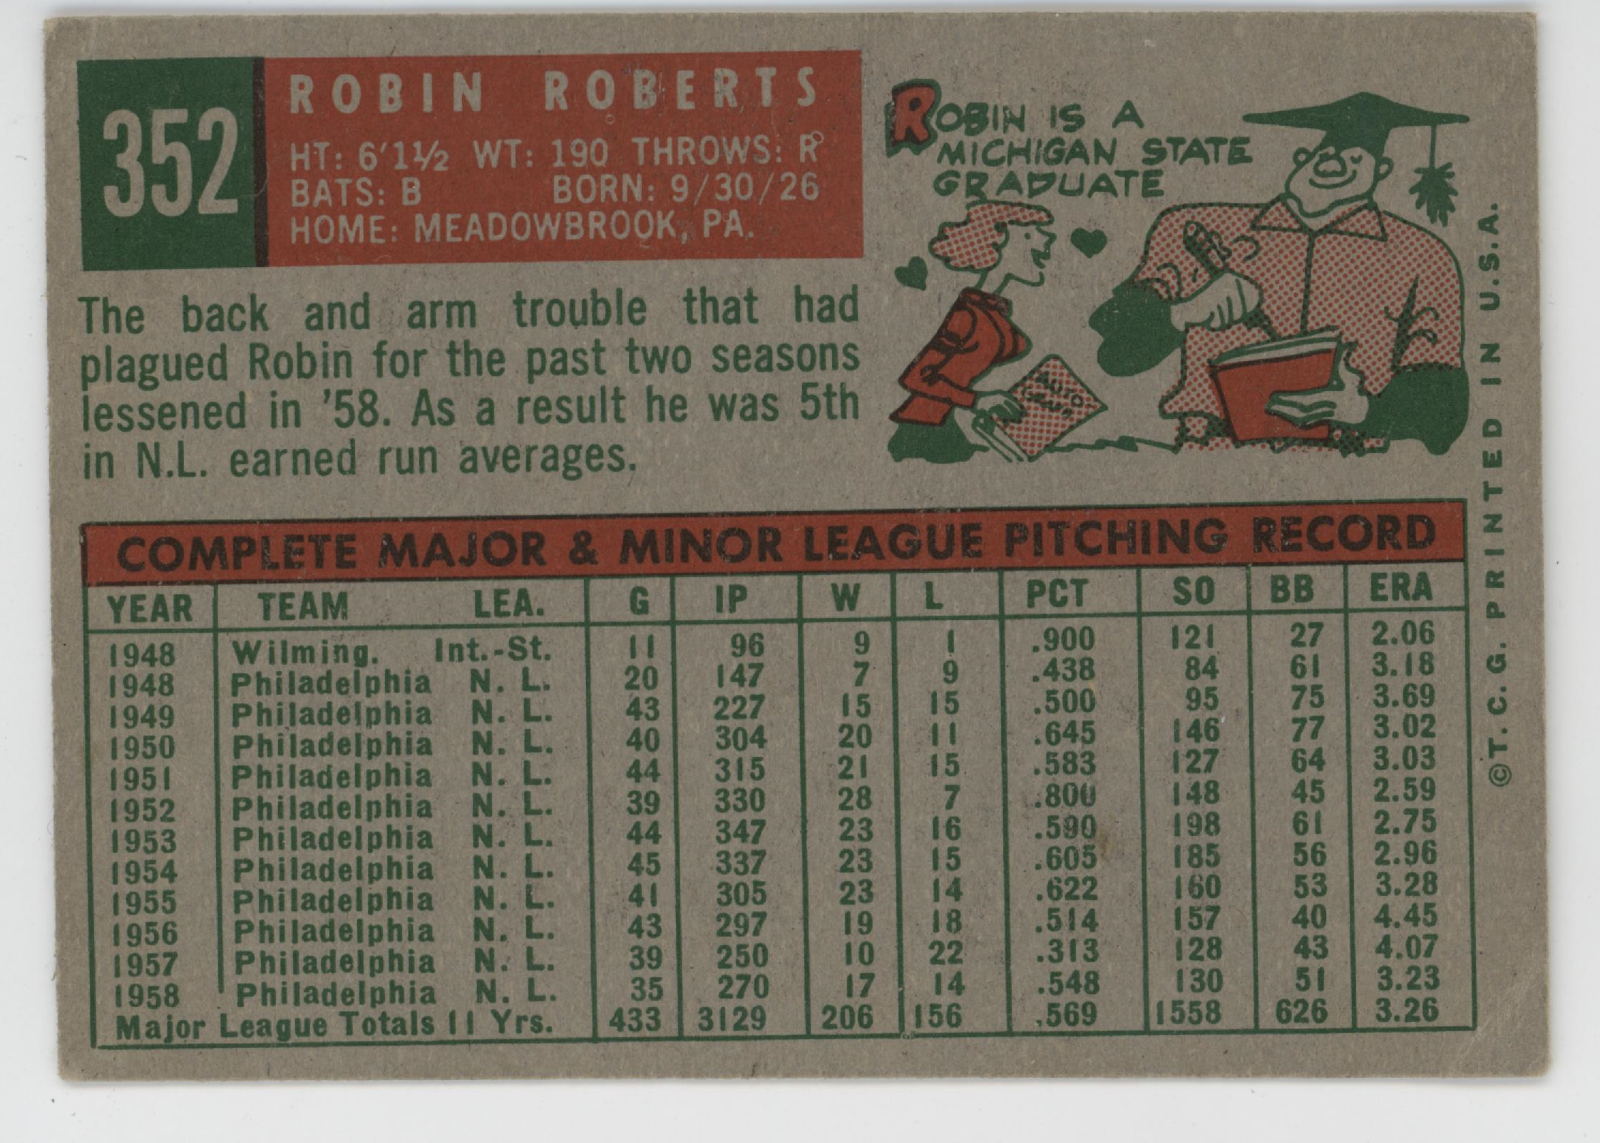 352
ROBIN ROBERTS
HT: 6'1½ WT: 190 THROWS: R
BATS: B BORN: 9/30/26
HOME: MEADOWBROOK, PA.
ROBIN IS A
MICHIGAN STATE
GRADUATE
AUTO
GRAPH
The back and arm trouble that had
plagued Robin for the past two seasons
lessened in '58. As a result he was 5th
in N.L. earned run averages.
COMPLETE MAJOR & MINOR LEAGUE PITCHING RECORD
YEAR TEAM LEA. G IP W L PCT SO BB ERA
1948 Wilming. Int.-St. 11 96 9 1 .900 121 27 2.06
1948 Philadelphia N. L. 20 147 7 9 .438 84 61 3.18
1949 Philadelphia N. L. 43 227 15 15 .500 95 75 3.69
1950 Philadelphia N. L. 40 304 20 11 .645 146 77 3.02
1951 Philadelphia N. L. 44 315 21 15 .583 127 64 3.03
1952 Philadelphia N. L. 39 330 28 7 .800 148 45 2.59
1953 Philadelphia N. L. 44 347 23 16 .590 198 61 2.75
1954 Philadelphia N. L. 45 337 23 15 .605 185 56 2.96
1955 Philadelphia N. L. 41 305 23 14 .622 160 53 3.28
1956 Philadelphia N. L. 43 297 19 18 .514 157 40 4.45
1957 Philadelphia N. L. 39 250 10 22 .313 128 43 4.07
1958 Philadelphia N. L. 35 270 17 14 .548 130 51 3.23
Major League Totals 11 Yrs. 433 3129 206 156 .569 1558 626 3.26
©T.C.G. PRINTED IN U.S.A.